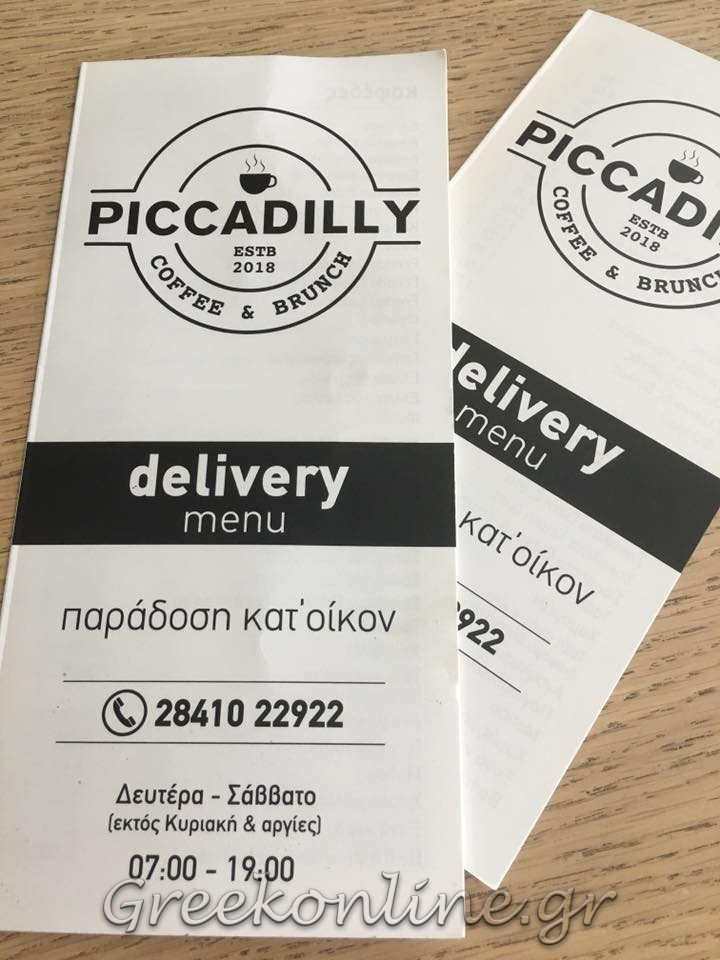 PICCADILLY
ESTB
2018
COFFEE & BRUNCH
delivery
menu
παράδοση κατ'οίκον
28410 22922
Δευτέρα - Σάββατο
(εκτός Κυριακή & αργίες)
07:00 - 19:00
PICCADI
ESTB
2018
COFFEE & BRUNC
delivery
menu
κατ'οίκον
2922
Greekonline.gr